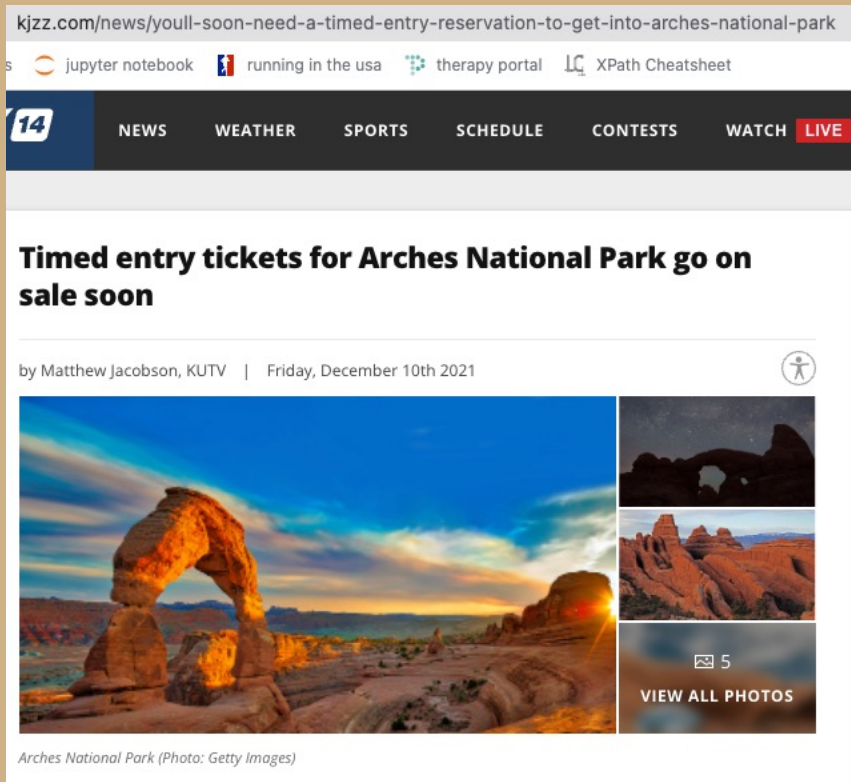 kjzz.com/news/youll-soon-need-a-timed-entry-reservation-to-get-into-arches-national-park
s jupyter notebook running in the usa therapy portal LC XPath Cheatsheet
14 NEWS WEATHER SPORTS SCHEDULE CONTESTS WATCH LIVE
Timed entry tickets for Arches National Park go on
sale soon
by Matthew Jacobson, KUTV | Friday, December 10th 2021
5
VIEW ALL PHOTOS
Arches National Park (Photo: Getty Images)